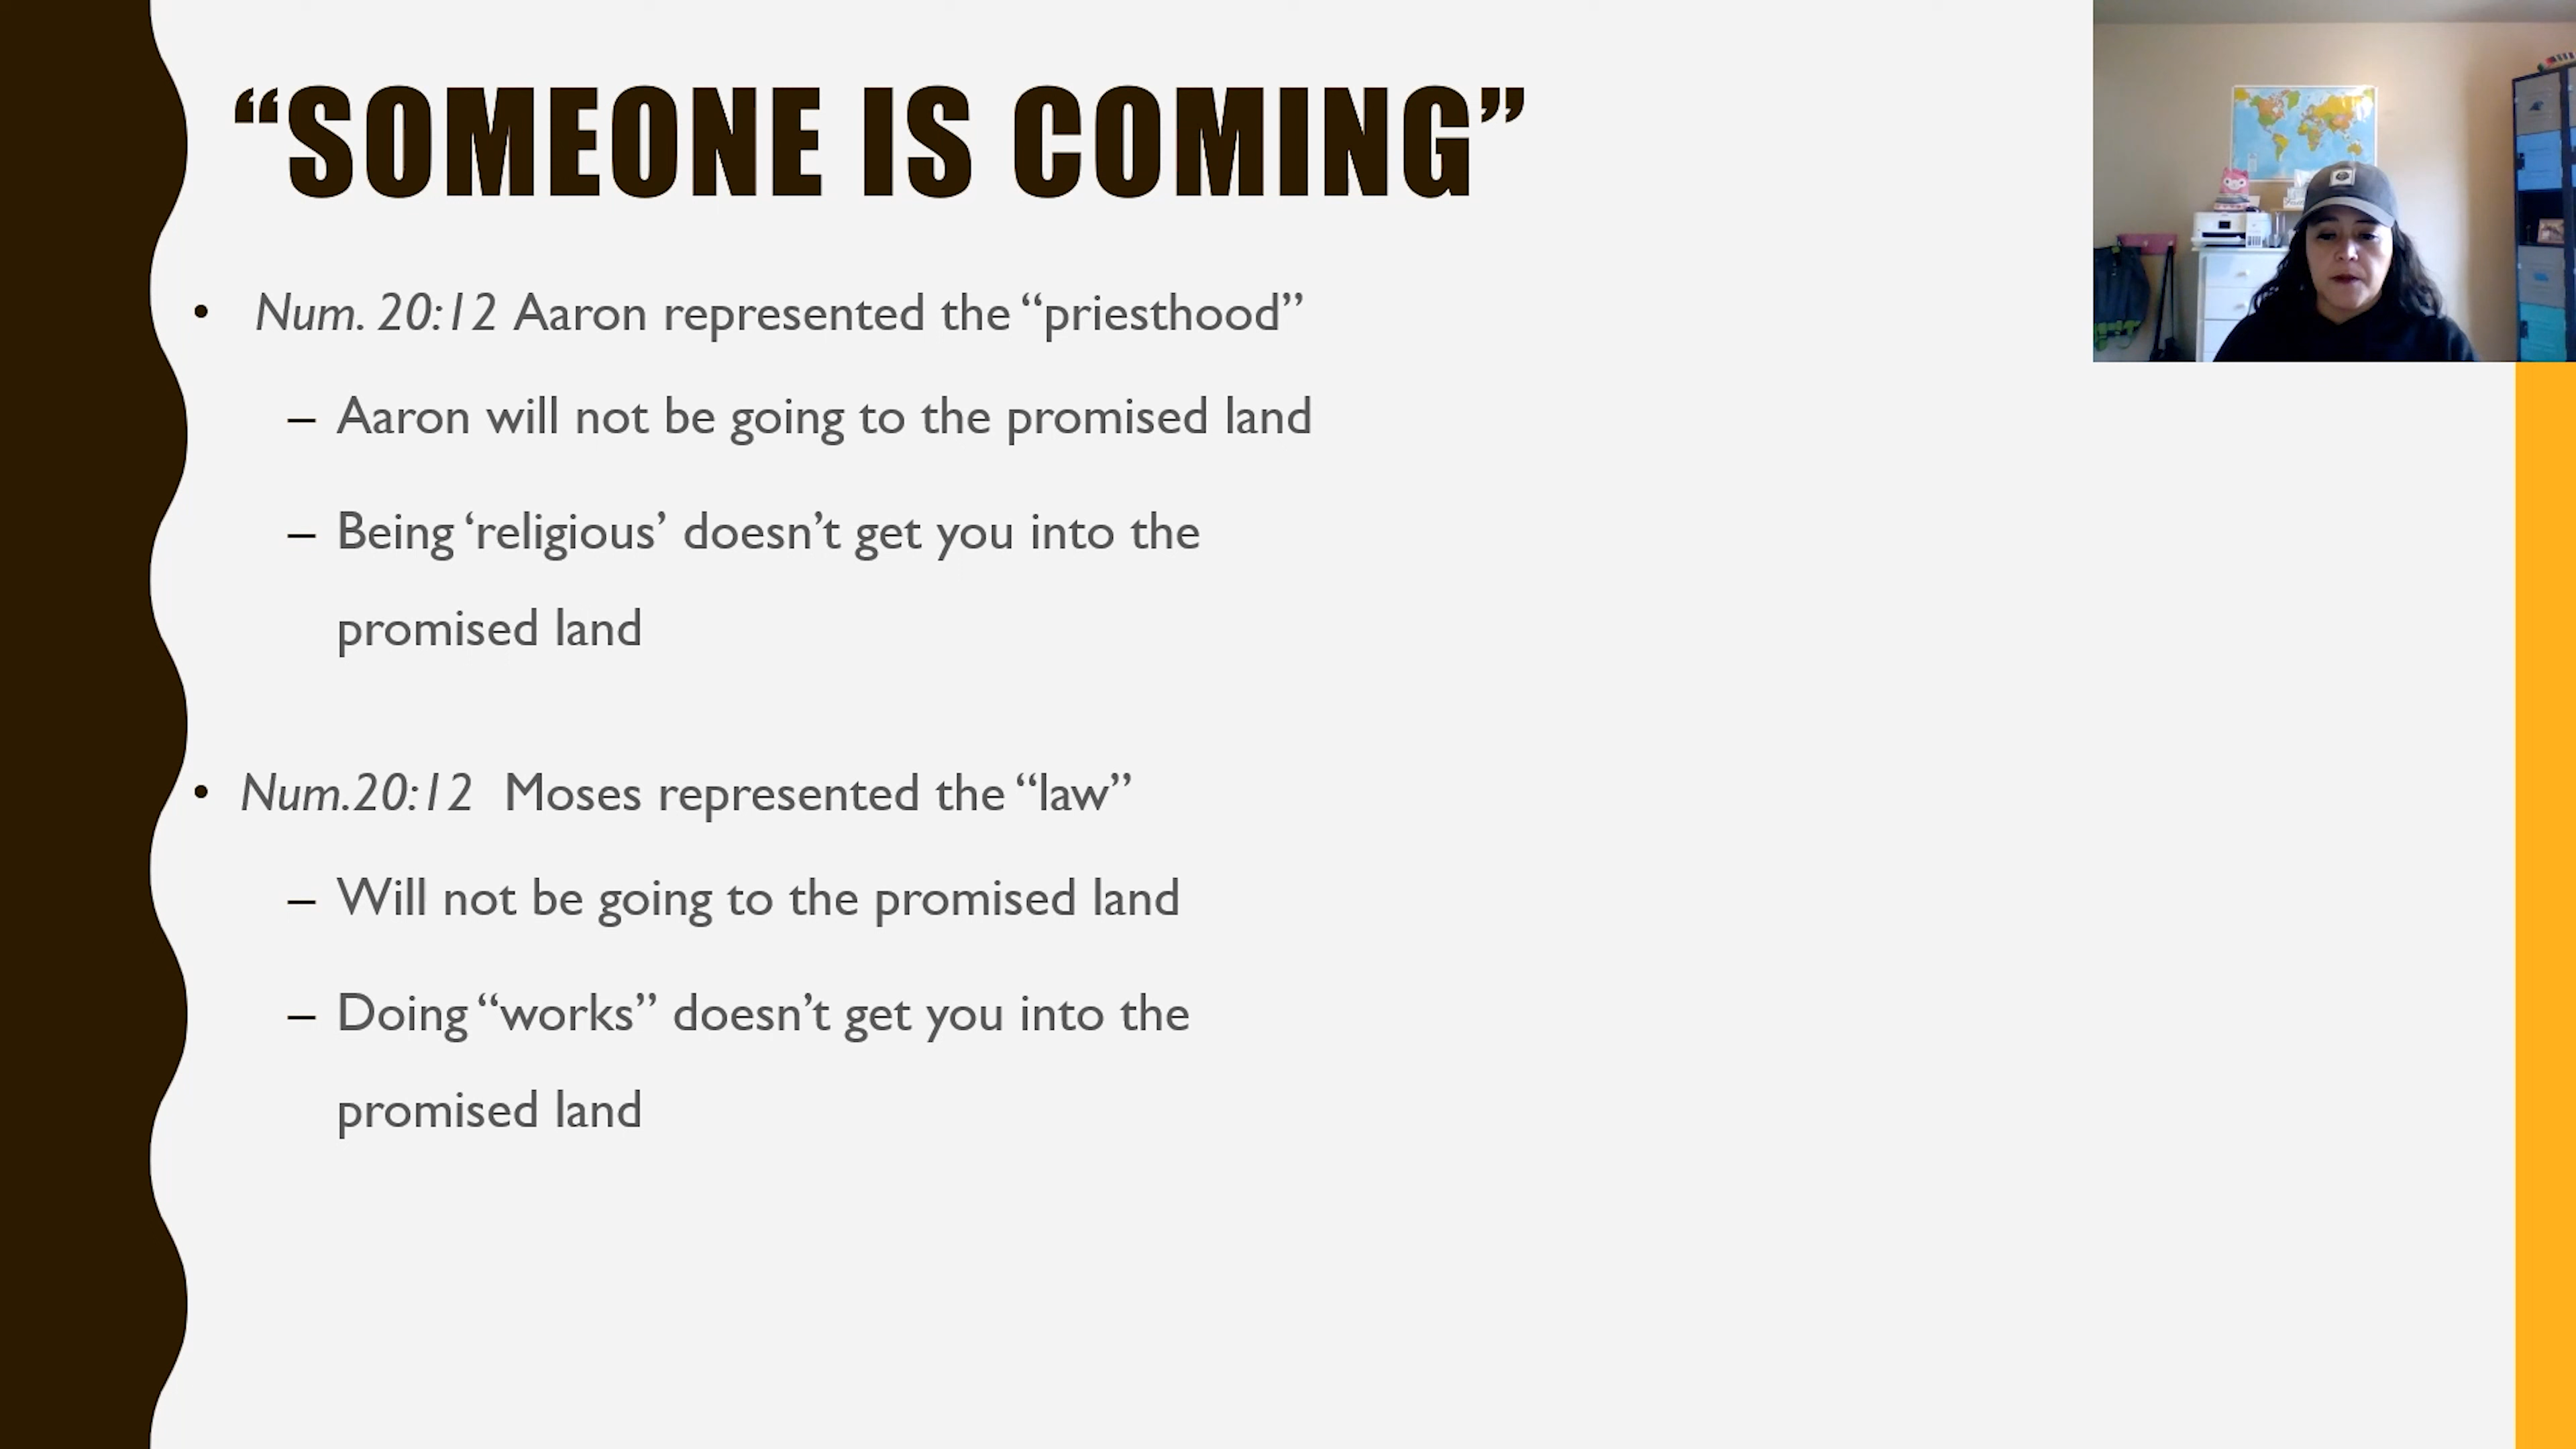 “SOMEONE IS COMING”
• Num. 20:12 Aaron represented the “priesthood”
– Aaron will not be going to the promised land
– Being ‘religious’ doesn’t get you into the
promised land
• Num.20:12 Moses represented the “law”
– Will not be going to the promised land
– Doing “works” doesn’t get you into the
promised land